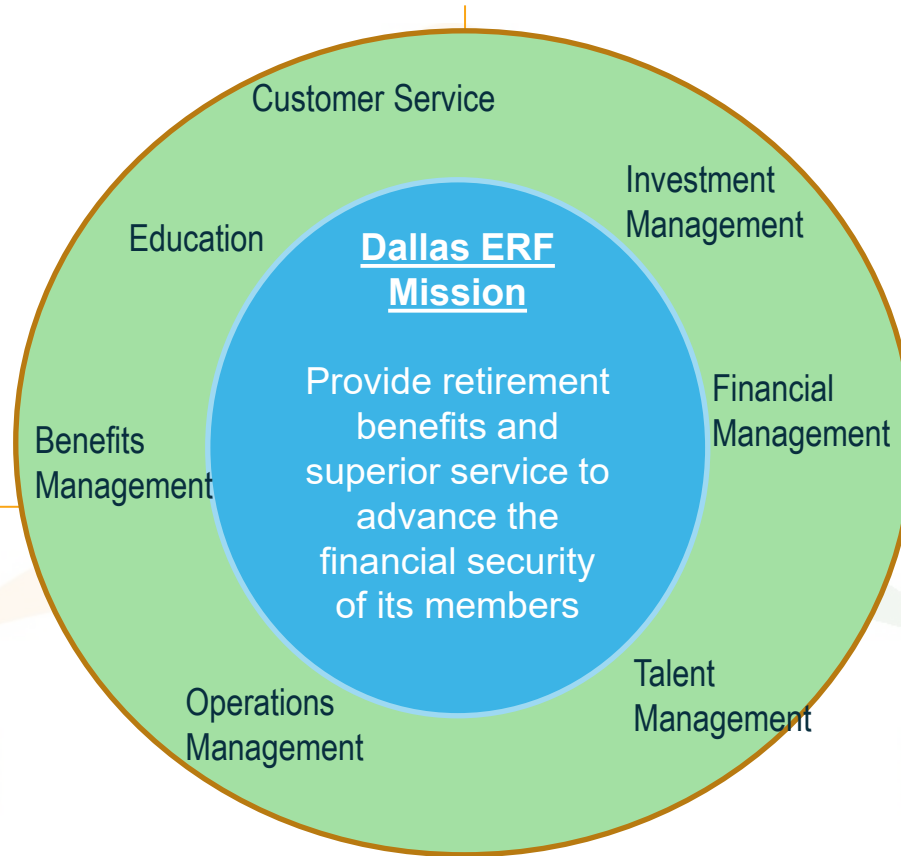 Customer Service
Investment
Management
Education
Dallas ERF
Mission
Provide retirement
benefits and
superior service to
advance the
financial security
of its members
Financial
Management
Benefits
Management
Talent
Management
Operations
Management